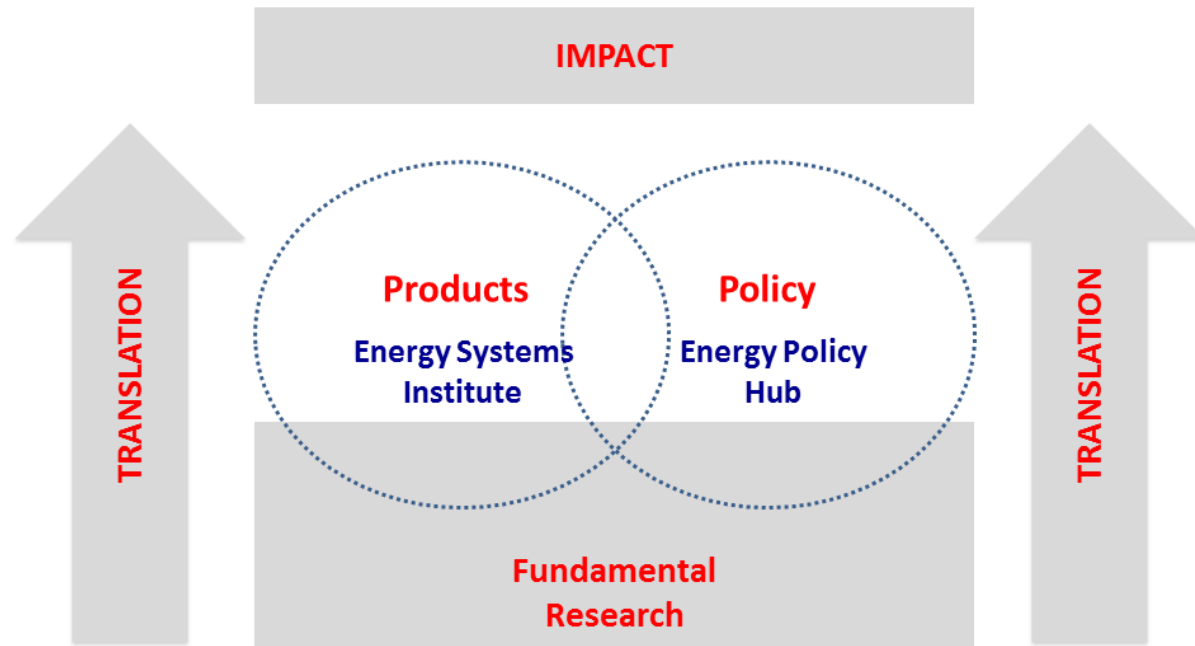 IMPACT
TRANSLATION
Products
Energy Systems
Institute
Policy
Energy Policy
Hub
TRANSLATION
Fundamental
Research